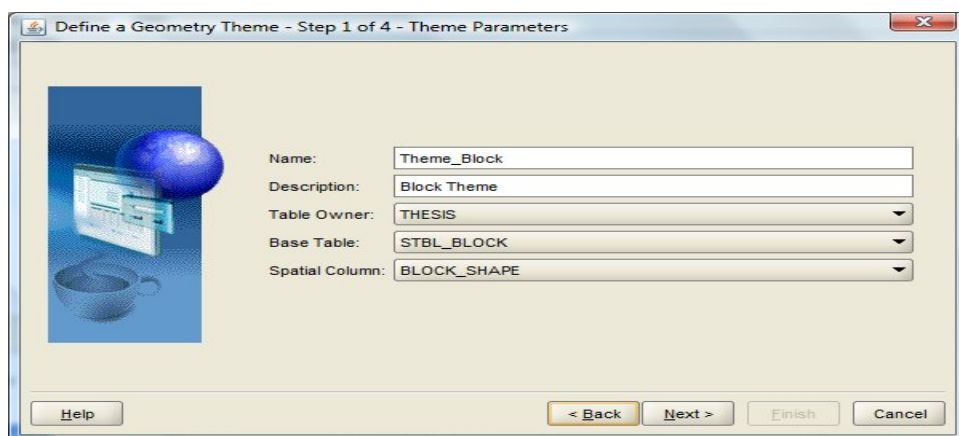 Define a Geometry Theme - Step 1 of 4 - Theme Parameters
Name: Theme_Block
Description: Block Theme
Table Owner: THESIS
Base Table: STBL_BLOCK
Spatial Column: BLOCK_SHAPE
Help < Back Next > Finish Cancel